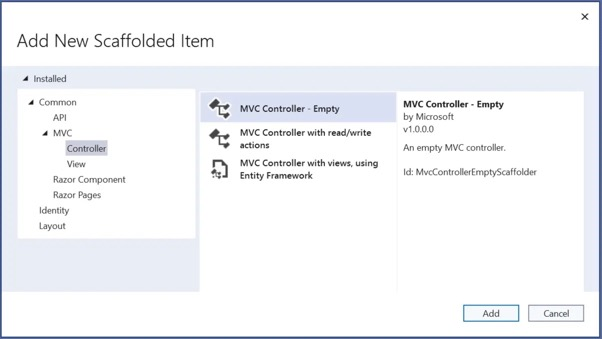 Add New Scaffolded Item
Installed
Common
API
MVC
Controller
View
Razor Component
Razor Pages
Identity
Layout
MVC Controller - Empty
MVC Controller with read/write
actions
MVC Controller with views, using
Entity Framework
MVC Controller - Empty
by Microsoft
v1.0.0.0
An empty MVC controller.
Id: MvcControllerEmptyScaffolder
Add
Cancel